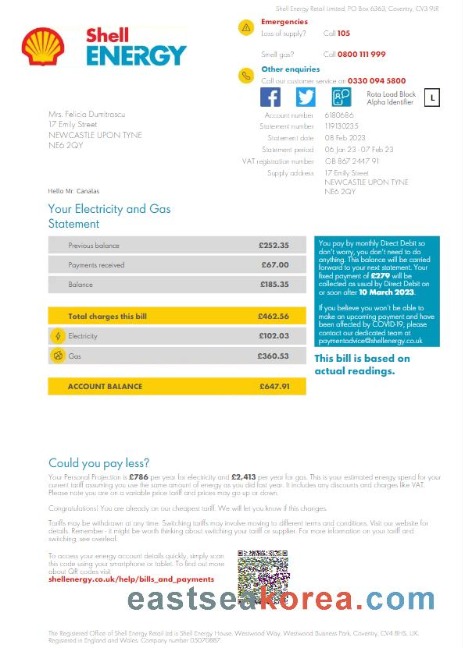 Shell Energy Retail Limited PO Box 6363, Coventry, CV3 9LR
Shell
ENERGY
Emergencies
Loss of supply? Call 105
Smell gas? Call 0800 111 999
Other enquiries
Call our customer service on 0330 094 5800
Rota Load Block
Alpha Identifier
L
Mrs. Felicia Dumitrascu
17 Emily Street
NEWCASTLE UPON TYNE
NE6 2QY
Account number 6180686
Statement number 119130235
Statement date 08 Feb 2023
Statement period 06 Jan 23 - 07 Feb 23
VAT registration number GB 867 2447 91
Supply address 17 Emily Street
NEWCASTLE UPON TYNE
NE6 2QY
Hello Mr. Canatas
Your Electricity and Gas
Statement
Previous balance £252.35
Payments received £67.00
Balance £185.35
Total charges this bill £462.56
Electricity £102.03
Gas £360.53
ACCOUNT BALANCE £647.91
You pay by monthly Direct Debit so
don't worry, you don't need to do
anything. This balance will be carried
forward to your next statement. Your
fixed payment of £279 will be
collected as usual by Direct Debit on
or soon after 10 March 2023.
If you believe you won't be able to
make an upcoming payment and have
been affected by COVID-19, please
contact our dedicated team at
paymentadvice@shellenergy.co.uk
This bill is based on
actual readings.
Could you pay less?
Your Personal Projection is £786 per year for electricity and £2,413 per year for gas. This is your estimated energy spend for your
current tariff assuming you use the same amount of energy as you did last year. It includes any discounts and charges like VAT.
Please note you are on a variable price tariff and prices may go up or down.
Congratulations! You are already on our cheapest tariff. We will let you know if this changes.
Tariffs may be withdrawn at any time. Switching tariffs may involve moving to different terms and conditions. Visit our website for
details. Remember - it might be worth thinking about switching your tariff or supplier. For more information on your tariff and
switching, see overleaf.
To access your energy account details quickly, simply scan
this code using your smartphone or tablet. To find out more
about QR codes visit
shellenergy.co.uk/help/bills_and_payments
eastseakorea.com
The Registered Office of Shell Energy Retail Ltd is Shell Energy House, Westwood Way, Westwood Business Park, Coventry, CV4 8HS, UK.
Registered in England and Wales. Company number 05070887.